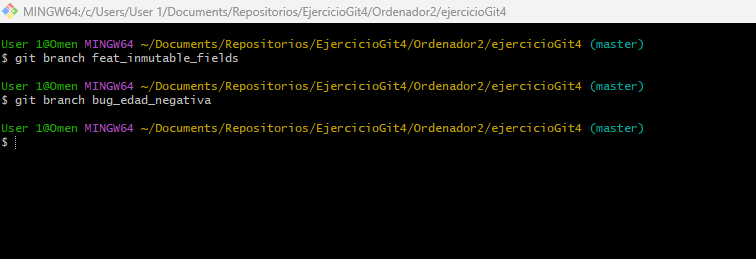 MINGW64:/c/Users/User 1/Documents/Repositorios/EjercicioGit4/Ordenador2/ejercicioGit4
User 1@Omen MINGW64 ~/Documents/Repositorios/EjercicioGit4/Ordenador2/ejercicioGit4 (master)
$ git branch feat_inmutable_fields
User 1@Omen MINGW64 ~/Documents/Repositorios/EjercicioGit4/Ordenador2/ejercicioGit4 (master)
$ git branch bug_edad_negativa
User 1@Omen MINGW64 ~/Documents/Repositorios/EjercicioGit4/Ordenador2/ejercicioGit4 (master)
$